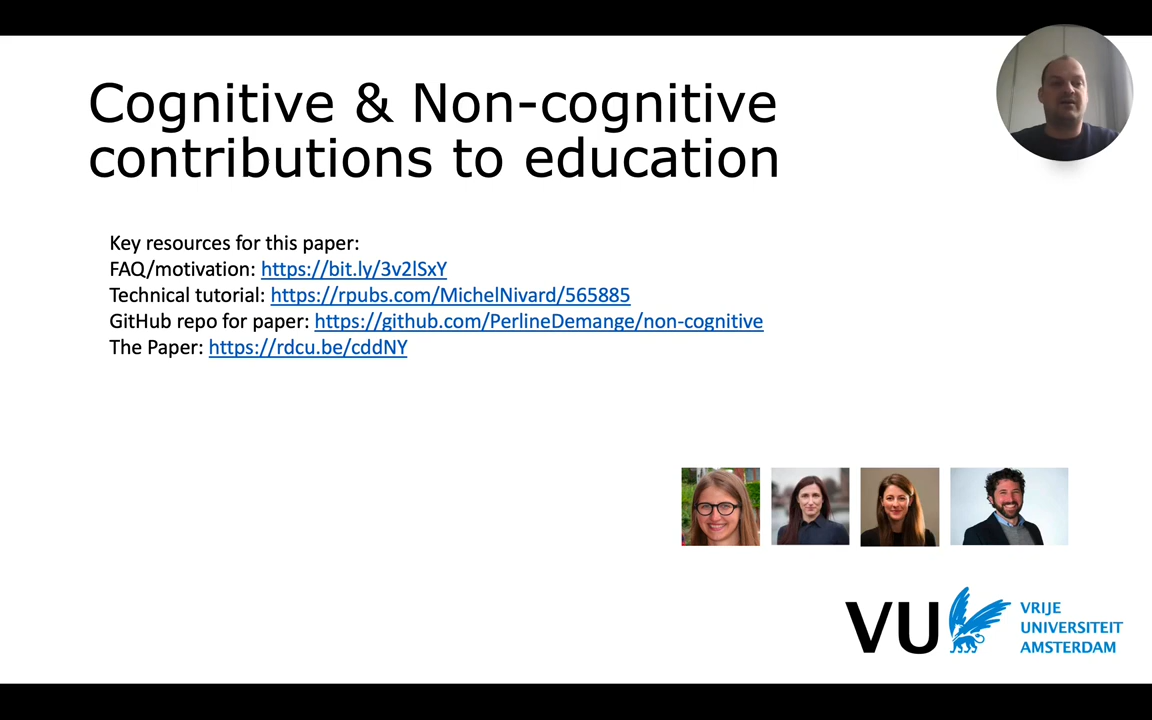 Cognitive & Non-cognitive
contributions to education
Key resources for this paper:
FAQ/motivation: https://bit.ly/3v2lSxY
Technical tutorial: https://rpubs.com/MichelNivard/565885
GitHub repo for paper: https://github.com/PerlineDemange/non-cognitive
The Paper: https://rdcu.be/cddNY
VU
VRIJE
UNIVERSITEIT
AMSTERDAM